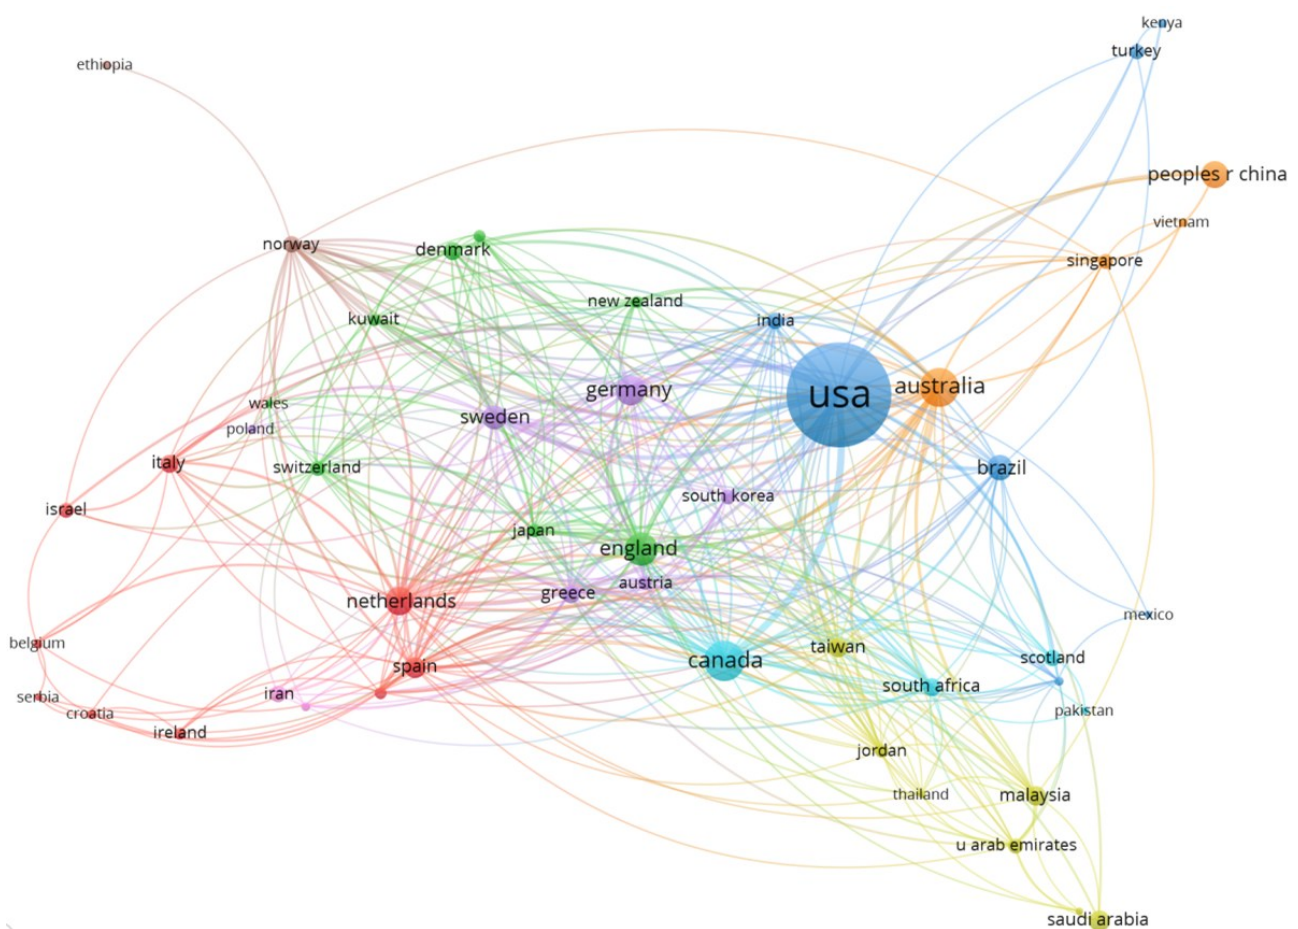 kenya
turkey
ethiopia
peoples r china
vietnam
norway
denmark
singapore
new zealand
kuwait
india
germany
usa
australia
wales
sweden
poland
italy
switzerland
brazil
south korea
israel
japan
england
austria
greece
netherlands
mexico
belgium
taiwan
scotland
canada
spain
south africa
iran
serbia
croatia
pakistan
ireland
jordan
thailand
malaysia
u arab emirates
saudi arabia